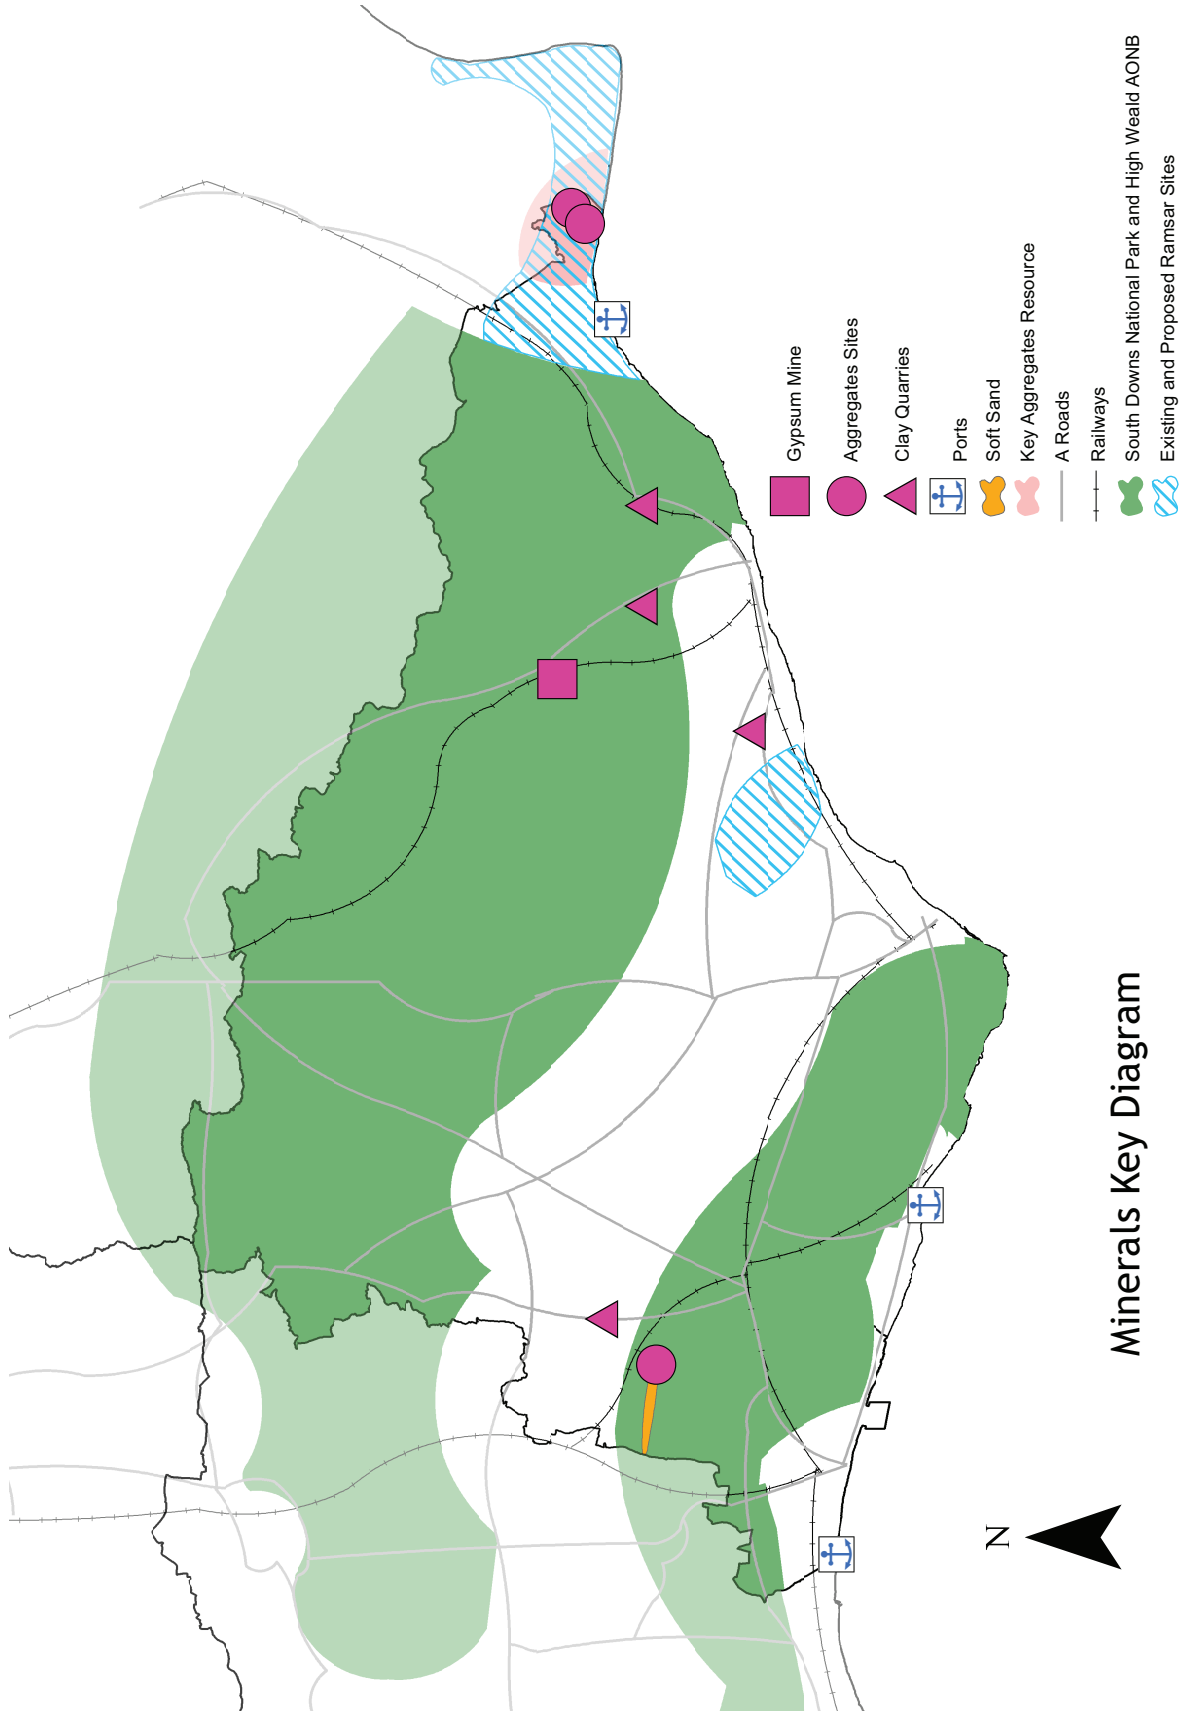 Gypsum Mine
Aggregates Sites
Clay Quarries
Ports
Soft Sand
Key Aggregates Resource
A Roads
Railways
South Downs National Park and High Weald AONB
Existing and Proposed Ramsar Sites
N
Minerals Key Diagram